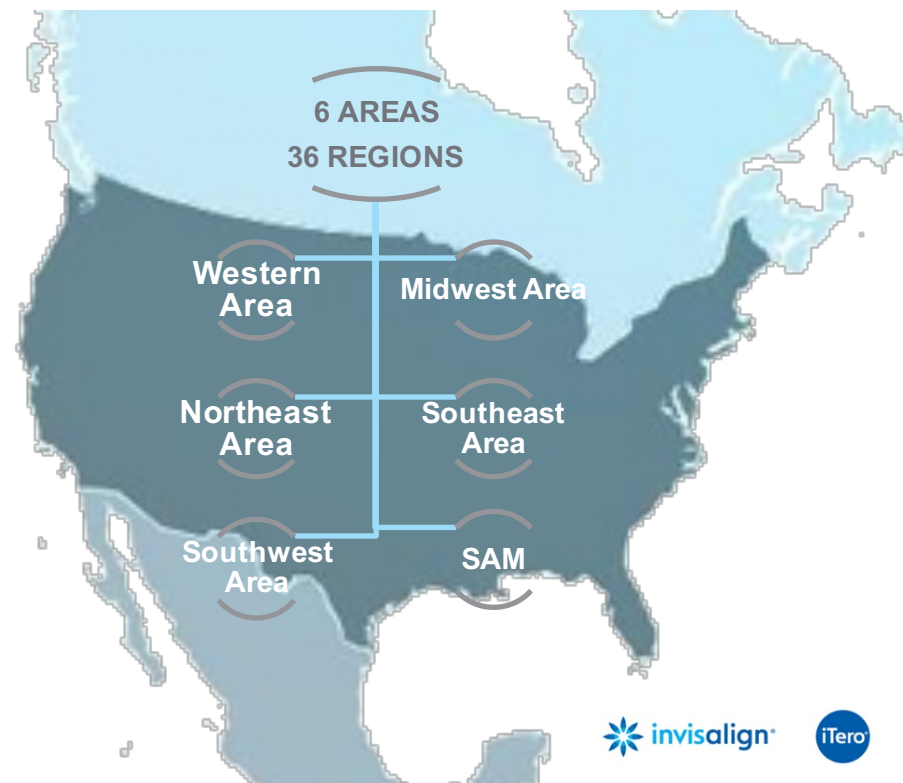 6 AREAS
36 REGIONS
Western
Area
Midwest Area
Northeast
Area
Southeast
Area
Southwest
Area
SAM
invisalign®
iTero®